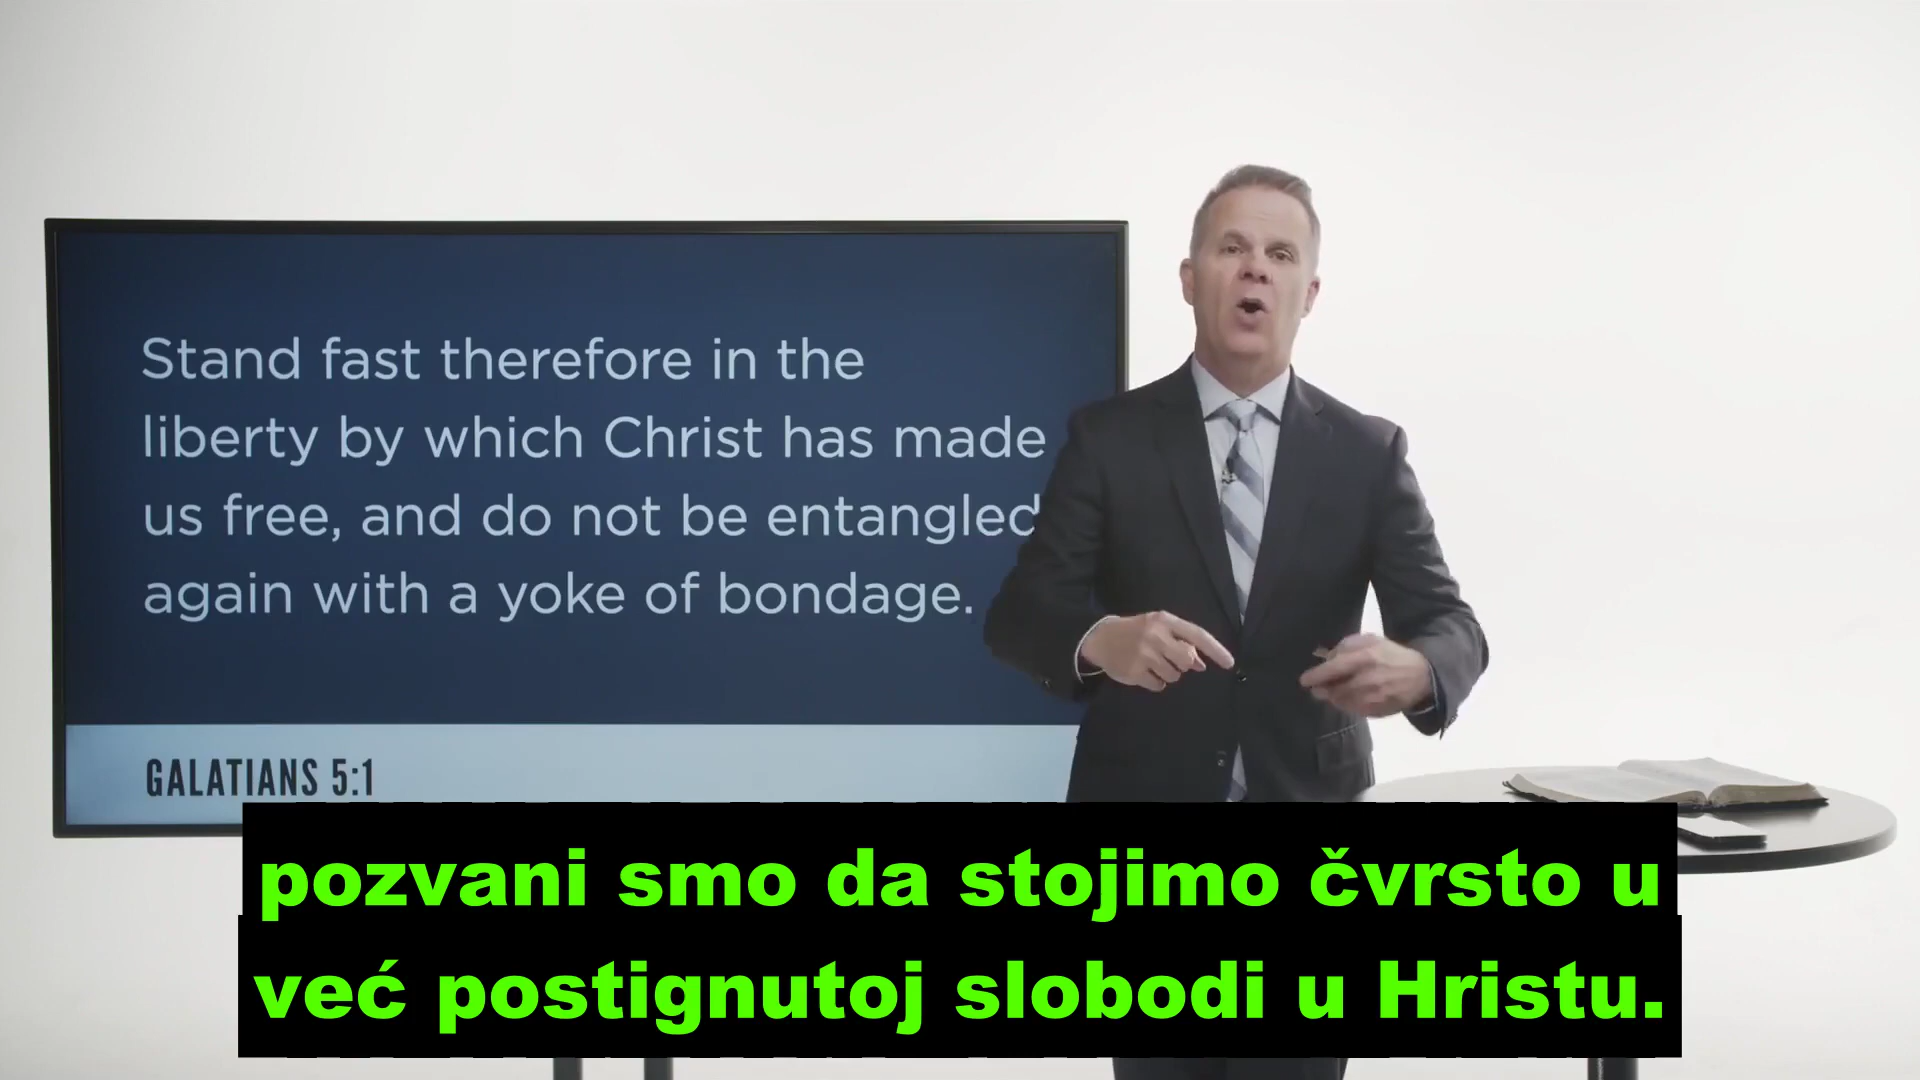 Stand fast therefore in the
liberty by which Christ has made
us free, and do not be entangled
again with a yoke of bondage.
GALATIANS 5:1
pozvani smo da stojimo čvrsto u
već postignutoj slobodi u Hristu.